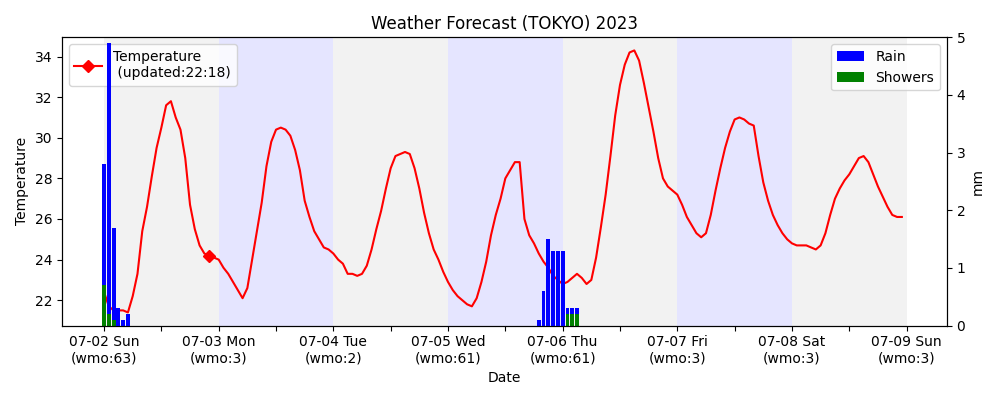 Weather Forecast (TOKYO) 2023
Temperature
(updated:22:18)
Rain
Showers
34
32
30
28
26
24
22
Temperature
5
4
3
2
1
0
mm
07-02 Sun
(wmo:63)
07-03 Mon
(wmo:3)
07-04 Tue
(wmo:2)
07-05 Wed
(wmo:61)
07-06 Thu
(wmo:61)
07-07 Fri
(wmo:3)
07-08 Sat
(wmo:3)
07-09 Sun
(wmo:3)
Date